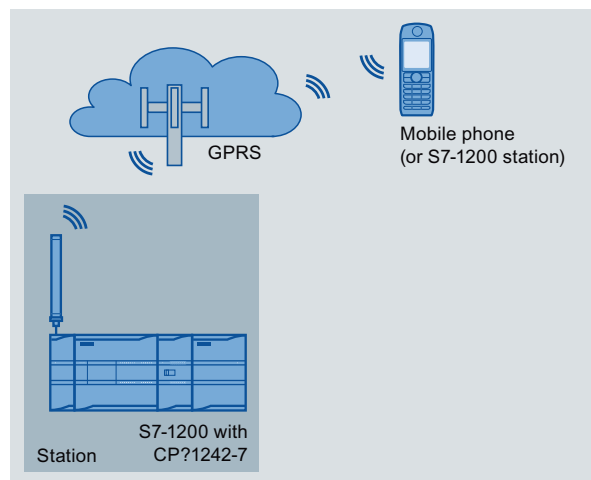 GPRS
Mobile phone
(or S7-1200 station)
S7-1200 with
CP?1242-7
Station